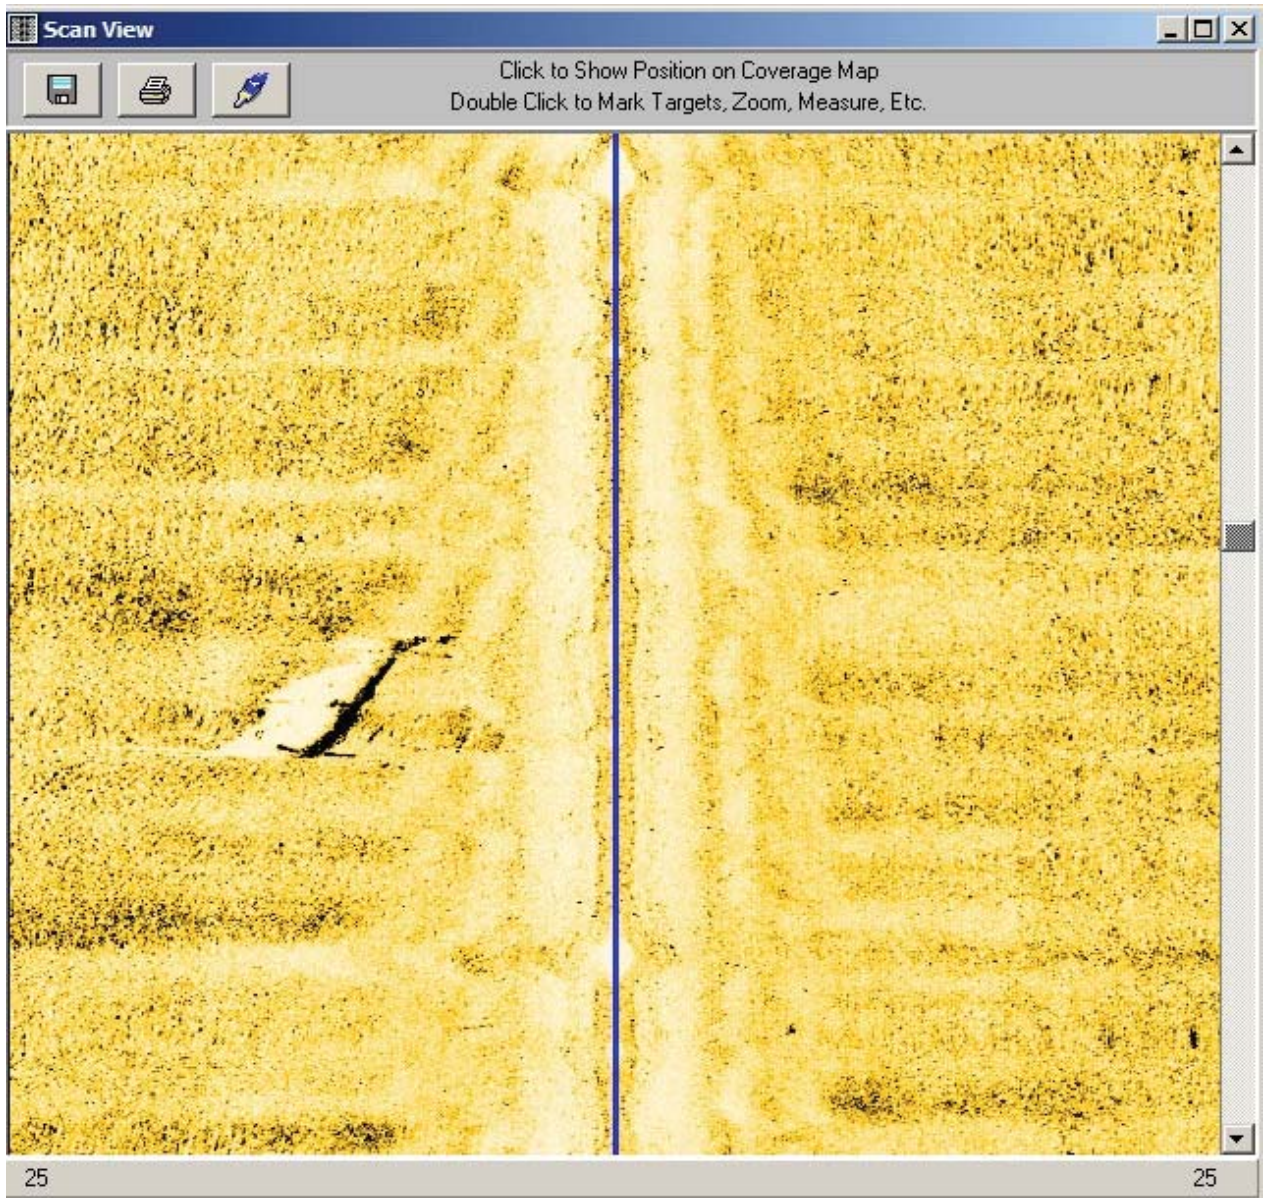 Scan View
Click to Show Position on Coverage Map
Double Click to Mark Targets, Zoom, Measure, Etc.
25 25